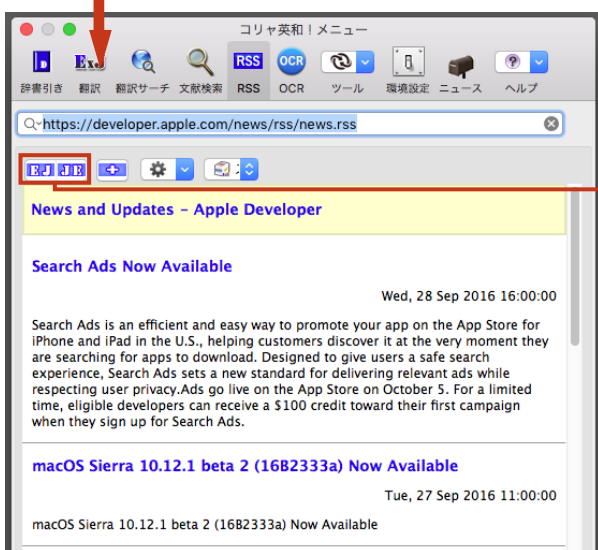 コリャ英和！メニュー
ExJ RSS OCR
辞書引き 翻訳 翻訳サーチ 文献検索 RSS OCR ツール 環境設定 ニュース ヘルプ
https://developer.apple.com/news/rss/news.rss
EJ JE
News and Updates – Apple Developer
Search Ads Now Available
Wed, 28 Sep 2016 16:00:00
Search Ads is an efficient and easy way to promote your app on the App Store for
iPhone and iPad in the U.S., helping customers discover it at the very moment they
are searching for apps to download. Designed to give users a safe search
experience, Search Ads sets a new standard for delivering relevant ads while
respecting user privacy.Ads go live on the App Store on October 5. For a limited
time, eligible developers can receive a $100 credit toward their first campaign
when they sign up for Search Ads.
macOS Sierra 10.12.1 beta 2 (16B2333a) Now Available
Tue, 27 Sep 2016 11:00:00
macOS Sierra 10.12.1 beta 2 (16B2333a) Now Available